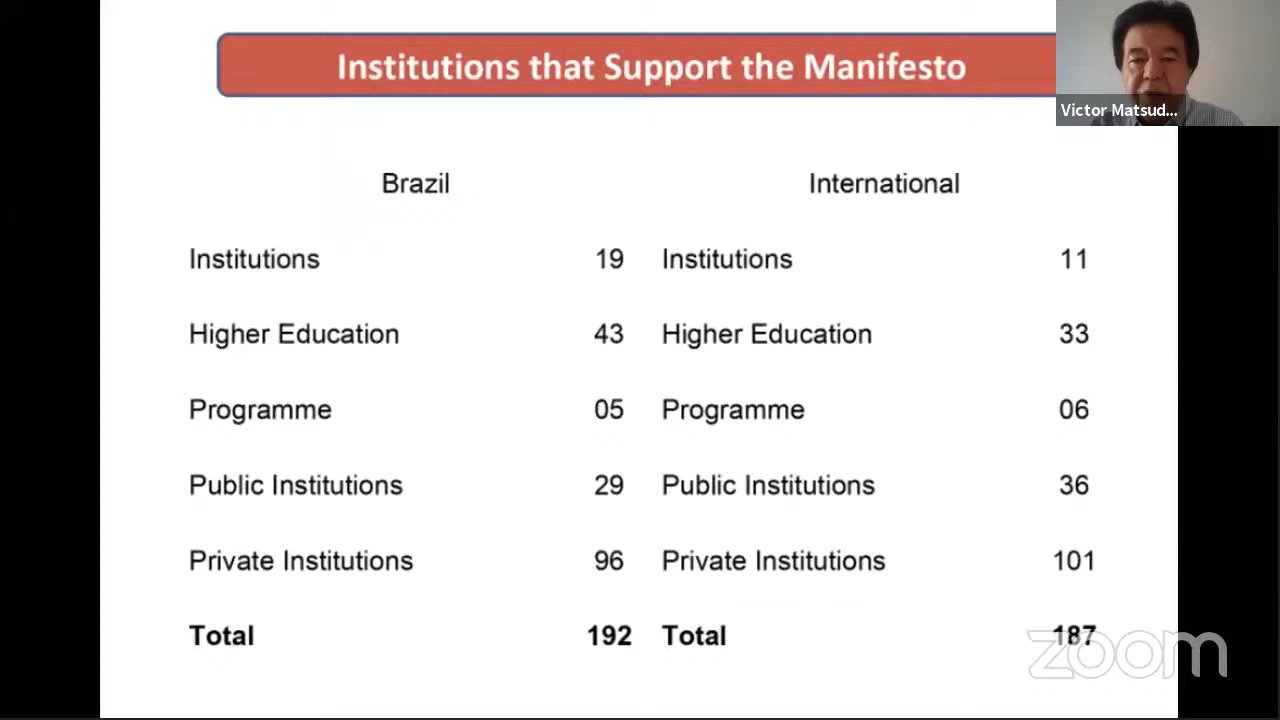 Institutions that Support the Manifesto
Victor Matsud...
Brazil International
Institutions 19 Institutions 11
Higher Education 43 Higher Education 33
Programme 05 Programme 06
Public Institutions 29 Public Institutions 36
Private Institutions 96 Private Institutions 101
Total 192 Total 187
zoom